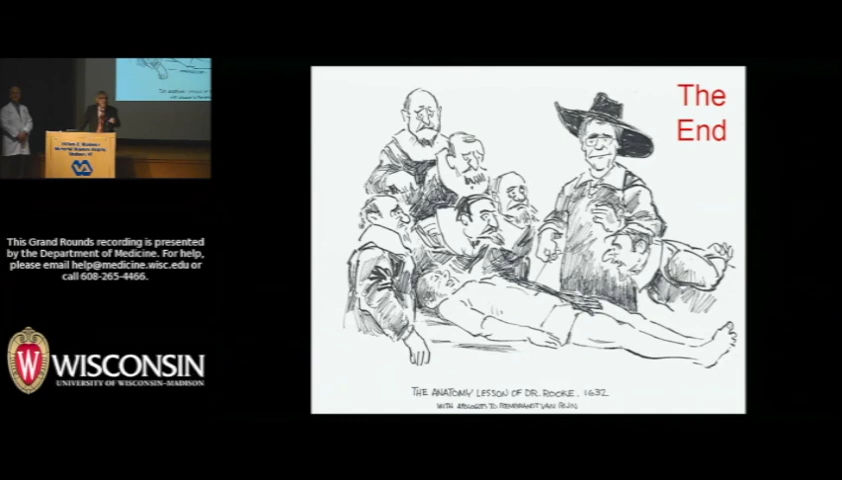 The
End
THE ANATOMY LESSON OF DR. ROOKE. 1632
WITH APOLOGIES TO REMBRANDT VAN RIJN
This Grand Rounds recording is presented
by the Department of Medicine. For help,
please email help@medicine.wisc.edu or
call 608-265-4466.
W WISCONSIN
UNIVERSITY OF WISCONSIN–MADISON
VA